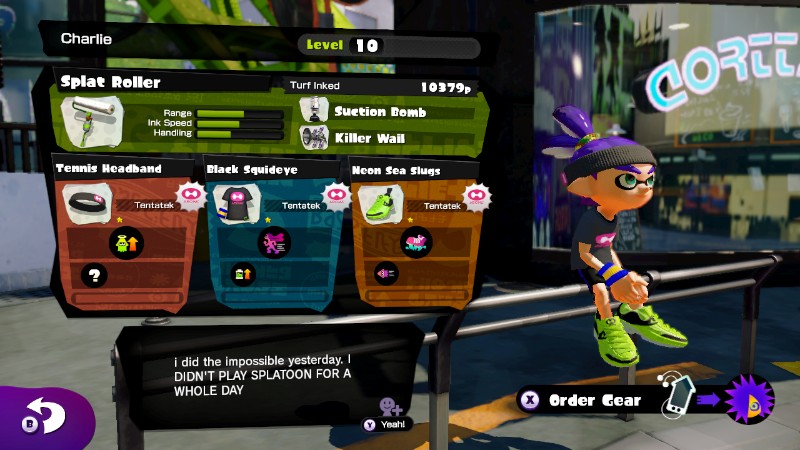 Charlie
Level 10
Splat Roller
Turf Inked 10379p
Range
Ink Speed
Handling
Suction Bomb
Killer Wail
Tennis Headband
Black Squideye
Neon Sea Slugs
Tentatek
Tentatek
Tentatek
?
i did the impossible yesterday. I
DIDN'T PLAY SPLATOON FOR A
WHOLE DAY
Y Yeah!
B
X Order Gear